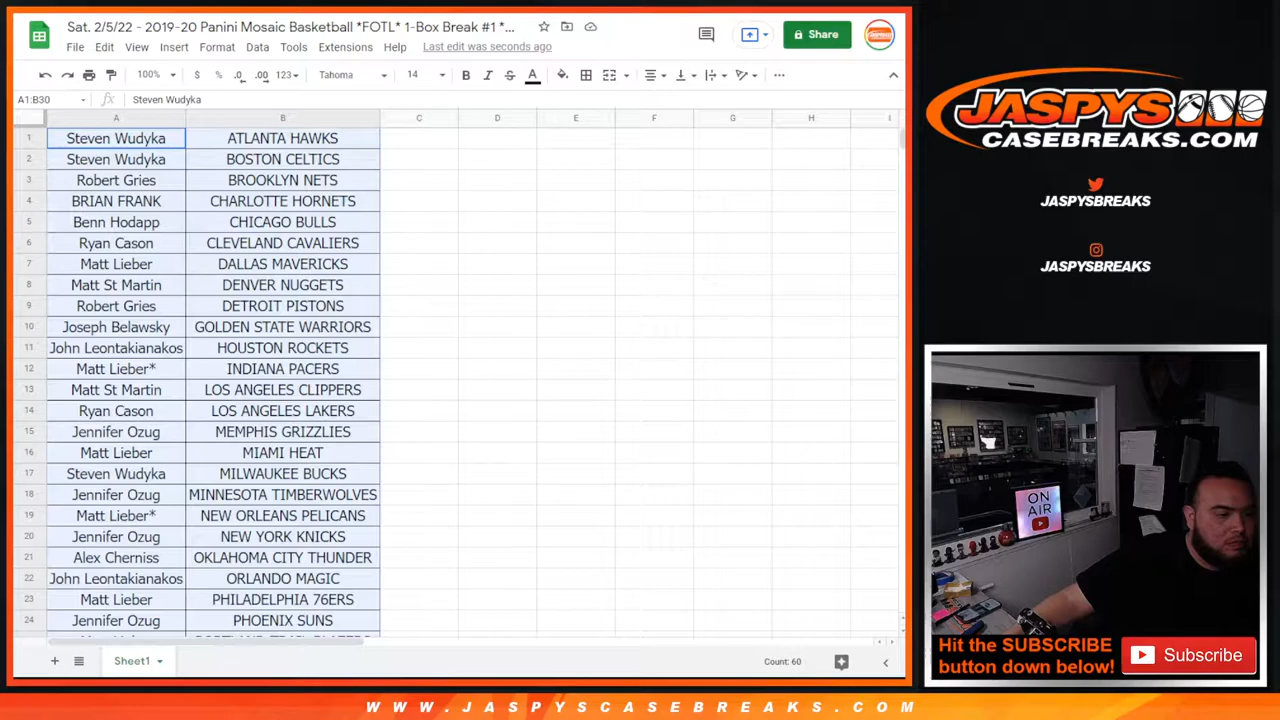 Sat. 2/5/22 - 2019-20 Panini Mosaic Basketball *FOTL* 1-Box Break #1 *...
File Edit View Insert Format Data Tools Extensions Help Last edit was seconds ago
Share
100% $ % .0 .00 123 Tahoma 14 B I S A
A1:B30 fx Steven Wudyka
A B C D E F G H I
1 Steven Wudyka ATLANTA HAWKS
2 Steven Wudyka BOSTON CELTICS
3 Robert Gries BROOKLYN NETS
4 BRIAN FRANK CHARLOTTE HORNETS
5 Benn Hodapp CHICAGO BULLS
6 Ryan Cason CLEVELAND CAVALIERS
7 Matt Lieber DALLAS MAVERICKS
8 Matt St Martin DENVER NUGGETS
9 Robert Gries DETROIT PISTONS
10 Joseph Belawsky GOLDEN STATE WARRIORS
11 John Leontakianakos HOUSTON ROCKETS
12 Matt Lieber* INDIANA PACERS
13 Matt St Martin LOS ANGELES CLIPPERS
14 Ryan Cason LOS ANGELES LAKERS
15 Jennifer Ozug MEMPHIS GRIZZLIES
16 Matt Lieber MIAMI HEAT
17 Steven Wudyka MILWAUKEE BUCKS
18 Jennifer Ozug MINNESOTA TIMBERWOLVES
19 Matt Lieber* NEW ORLEANS PELICANS
20 Jennifer Ozug NEW YORK KNICKS
21 Alex Cherniss OKLAHOMA CITY THUNDER
22 John Leontakianakos ORLANDO MAGIC
23 Matt Lieber PHILADELPHIA 76ERS
24 Jennifer Ozug PHOENIX SUNS
Sheet1
Count: 60
JASPYS
CASEBREAKS.COM
JASPYSBREAKS
JASPYSBREAKS
ON
AIR
Hit the SUBSCRIBE
button down below!
Subscribe
WWW.JASPYSCASEBREAKS.COM